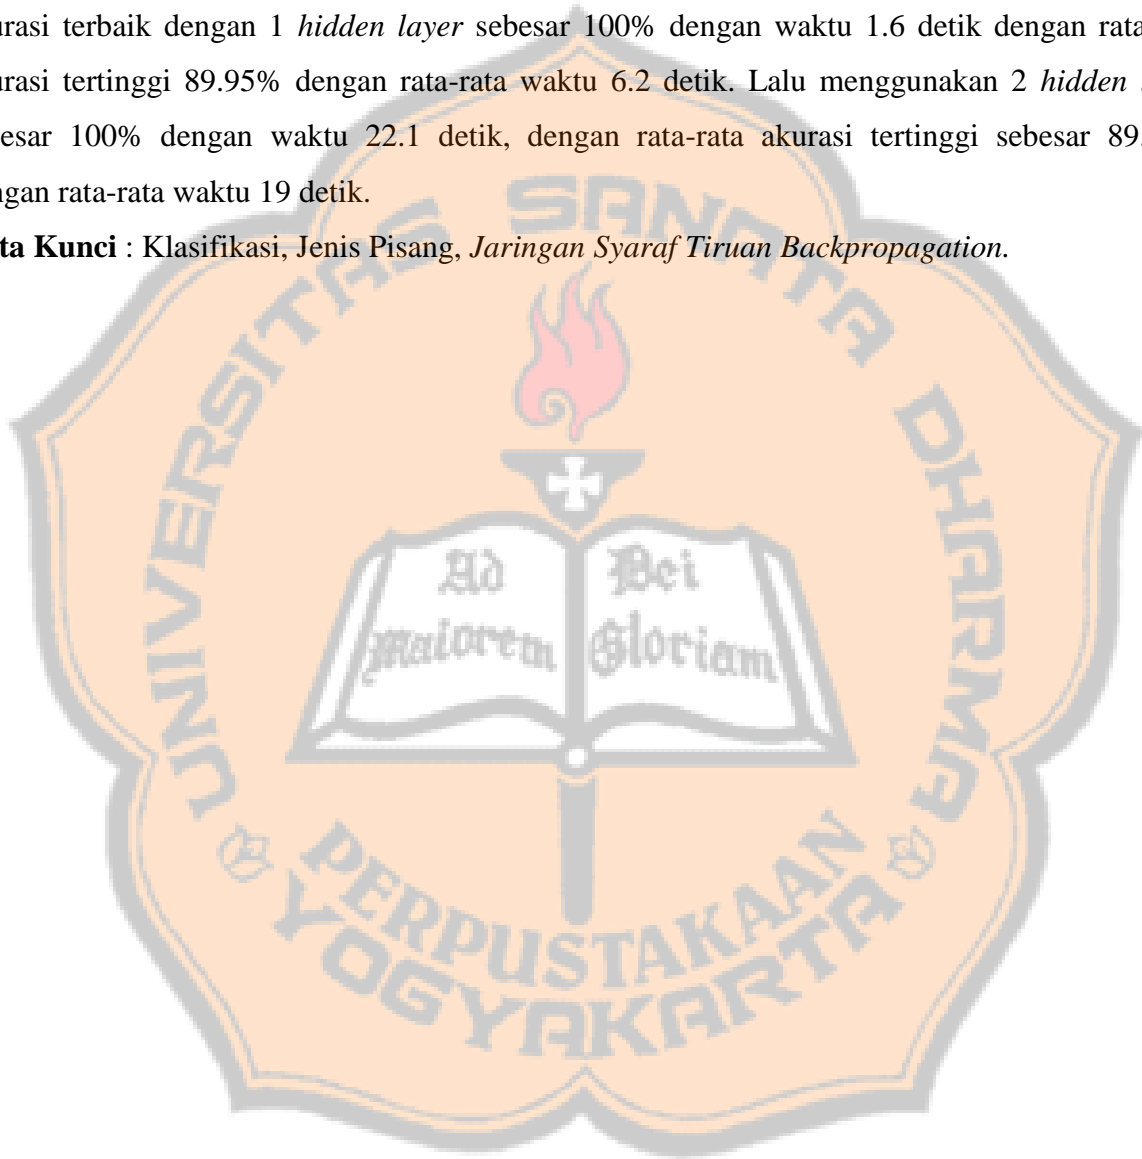 urasi terbaik dengan 1 hidden layer sebesar 100% dengan waktu 1.6 detik dengan rata
urasi tertinggi 89.95% dengan rata-rata waktu 6.2 detik. Lalu menggunakan 2 hidden
esar 100% dengan waktu 22.1 detik, dengan rata-rata akurasi tertinggi sebesar 89.
ngan rata-rata waktu 19 detik.
ta Kunci : Klasifikasi, Jenis Pisang, Jaringan Syaraf Tiruan Backpropagation.
UNIVERSITAS SANATA DHARMA
Ad Dei
maiorem Gloriam
PERPUSTAKAAN
YOGYAKARTA